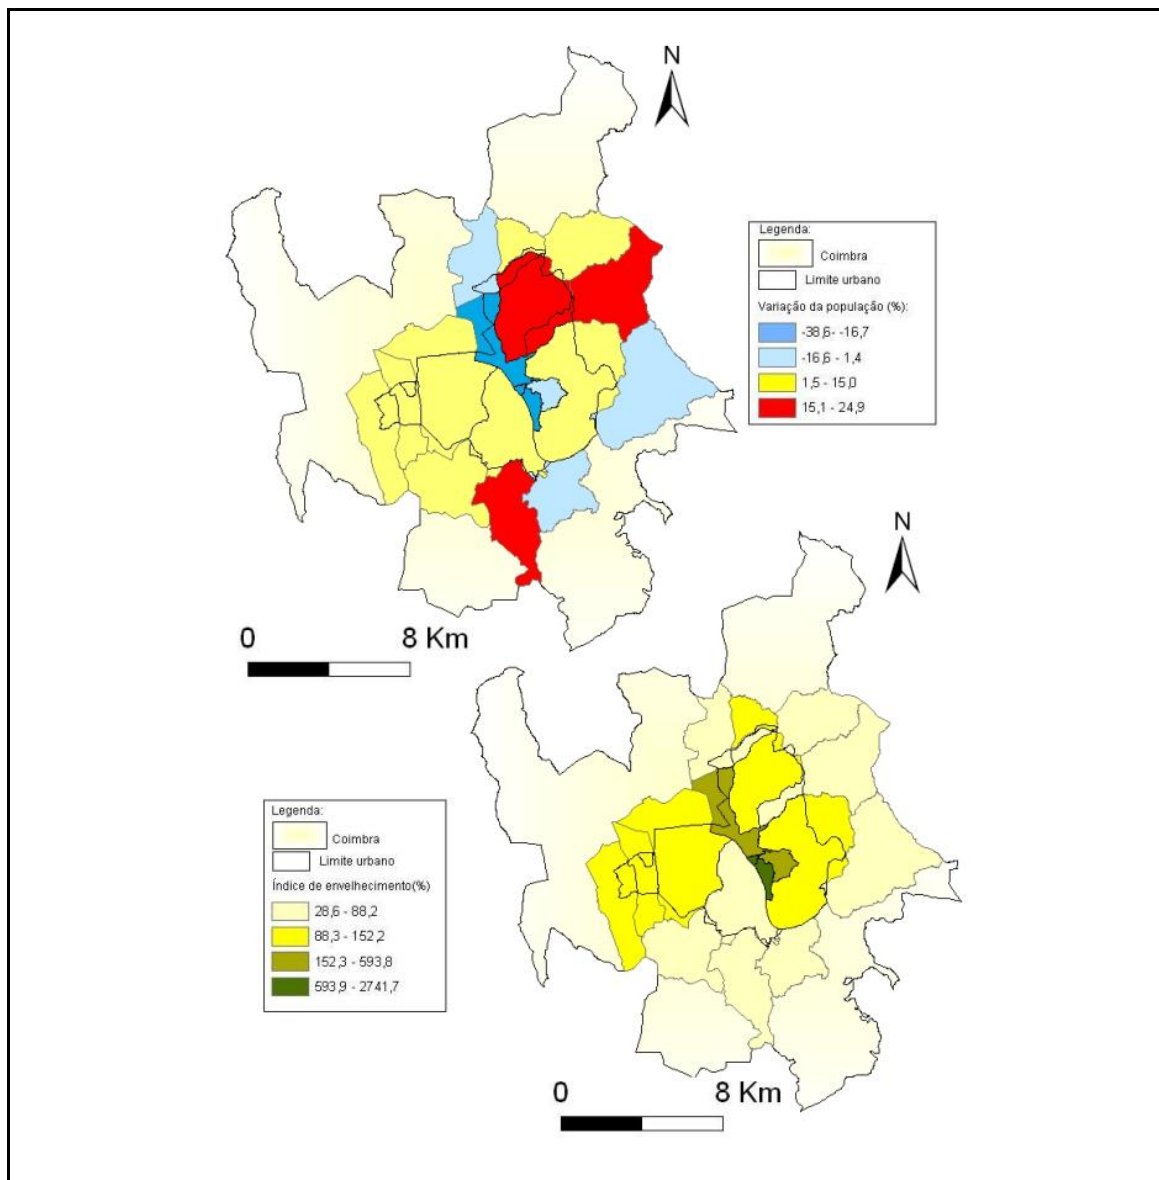 N
Legenda:
Coimbra
Limite urbano
Variação da população (%):
-38,6- -16,7
-16,6 - 1,4
1,5 - 15,0
15,1 - 24,9
0 8 Km
N
Legenda:
Coimbra
Limite urbano
Índice de envelhecimento(%)
28,6 - 88,2
88,3 - 152,2
152,3 - 593,8
593,9 - 2741,7
0 8 Km